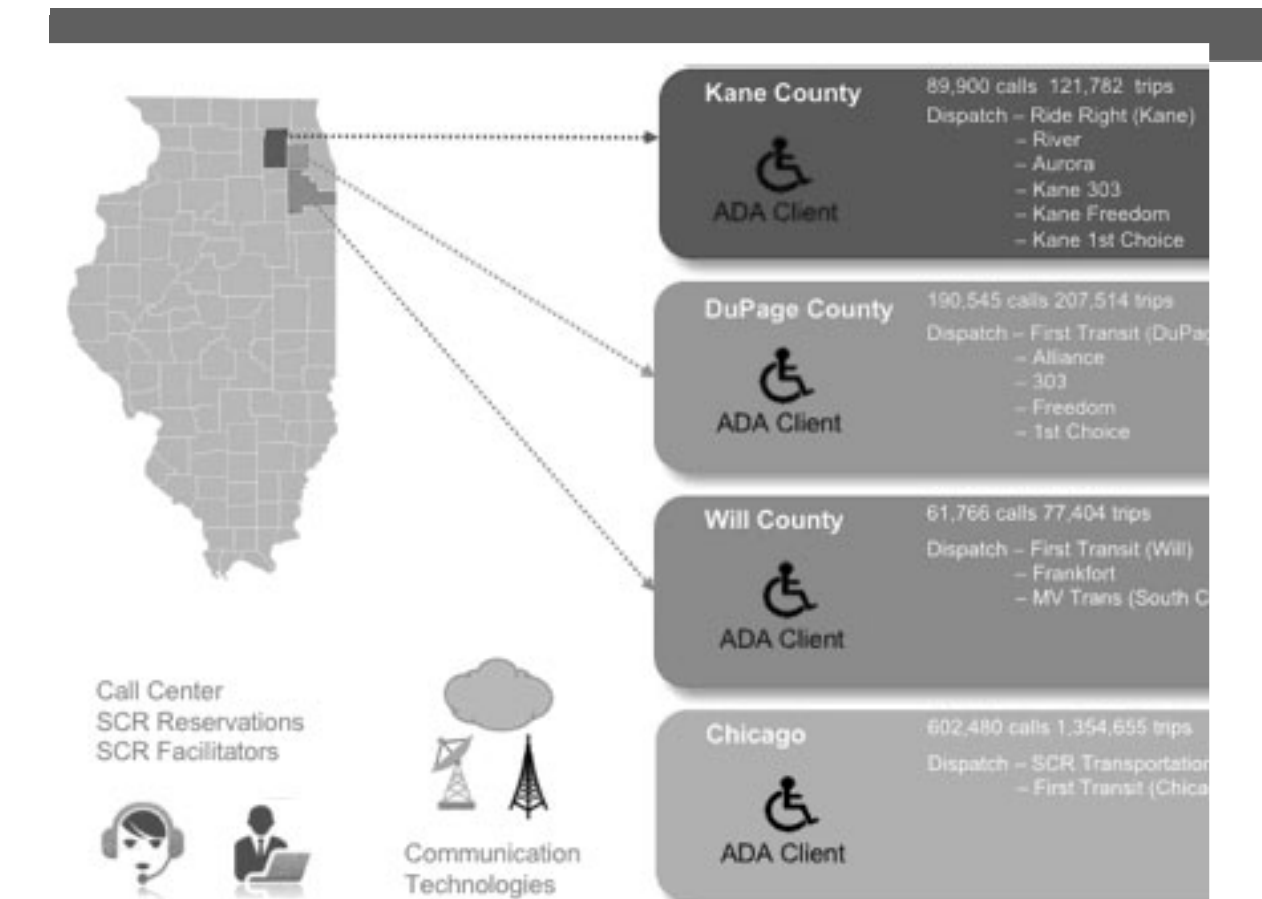 Kane County
89,900 calls 121,782 trips
Dispatch – Ride Right (Kane)
– River
– Aurora
– Kane 303
– Kane Freedom
– Kane 1st Choice
ADA Client
DuPage County
190,545 calls 207,514 trips
Dispatch – First Transit (DuPag
– Alliance
– 303
– Freedom
– 1st Choice
ADA Client
Will County
61,766 calls 77,404 trips
Dispatch – First Transit (Will)
– Frankfort
– MV Trans (South C
ADA Client
Chicago
602,480 calls 1,354,655 trips
Dispatch – SCR Transportation
– First Transit (Chica
ADA Client
Call Center
SCR Reservations
SCR Facilitators
Communication
Technologies